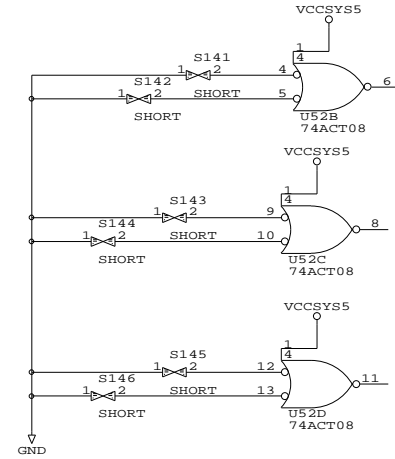 VCCSYS5
1
4
S141
1 2
4
6
S142
SHORT
1 2
5
SHORT
U52B
74ACT08
VCCSYS5
1
4
S143
1 2
9
8
S144
SHORT
1 2
10
SHORT
U52C
74ACT08
VCCSYS5
1
4
S145
1 2
12
11
S146
SHORT
1 2
13
SHORT
U52D
74ACT08
GND